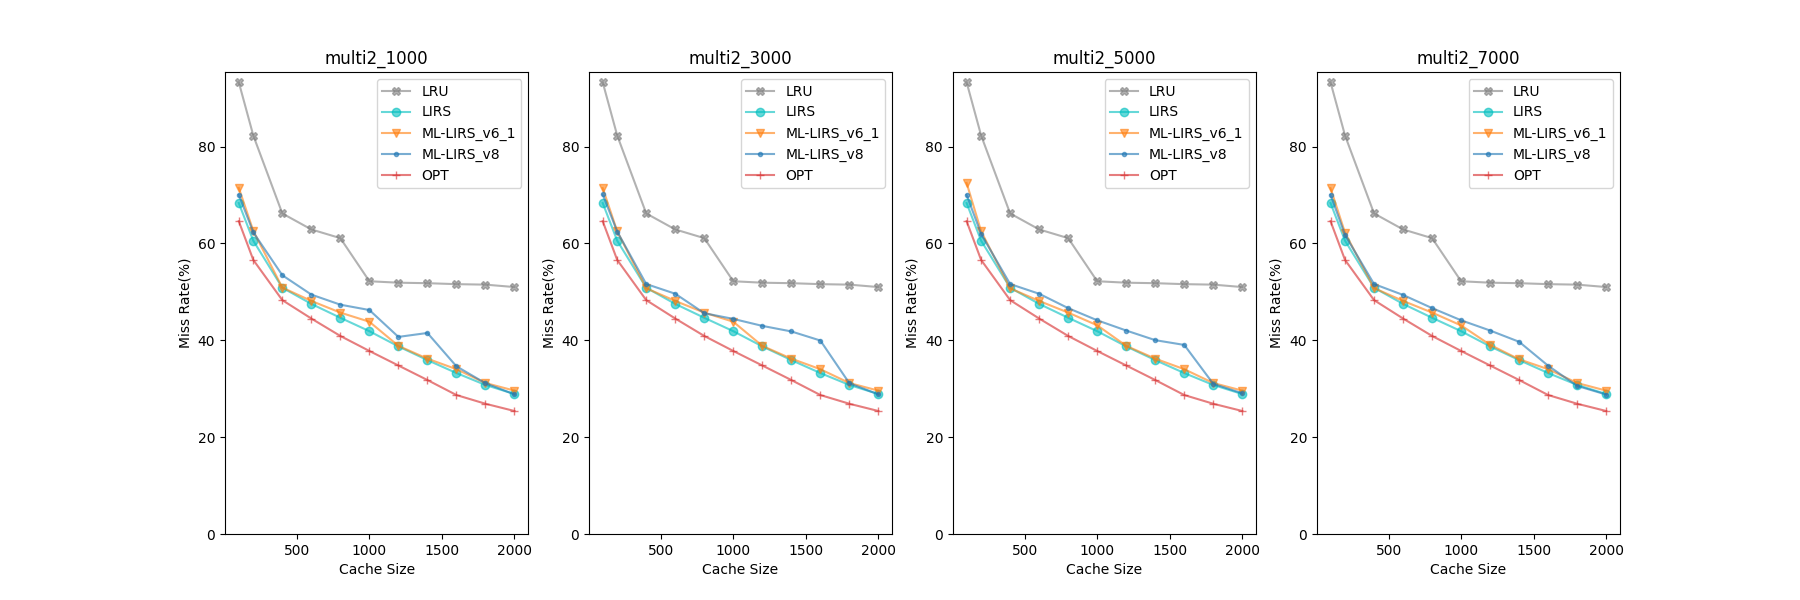 multi2_1000
LRU
LIRS
ML-LIRS_v6_1
ML-LIRS_v8
OPT
80
60
40
20
0
Miss Rate(%)
500 1000 1500 2000
Cache Size
multi2_3000
LRU
LIRS
ML-LIRS_v6_1
ML-LIRS_v8
OPT
80
60
40
20
0
Miss Rate(%)
500 1000 1500 2000
Cache Size
multi2_5000
LRU
LIRS
ML-LIRS_v6_1
ML-LIRS_v8
OPT
80
60
40
20
0
Miss Rate(%)
500 1000 1500 2000
Cache Size
multi2_7000
LRU
LIRS
ML-LIRS_v6_1
ML-LIRS_v8
OPT
80
60
40
20
0
Miss Rate(%)
500 1000 1500 2000
Cache Size